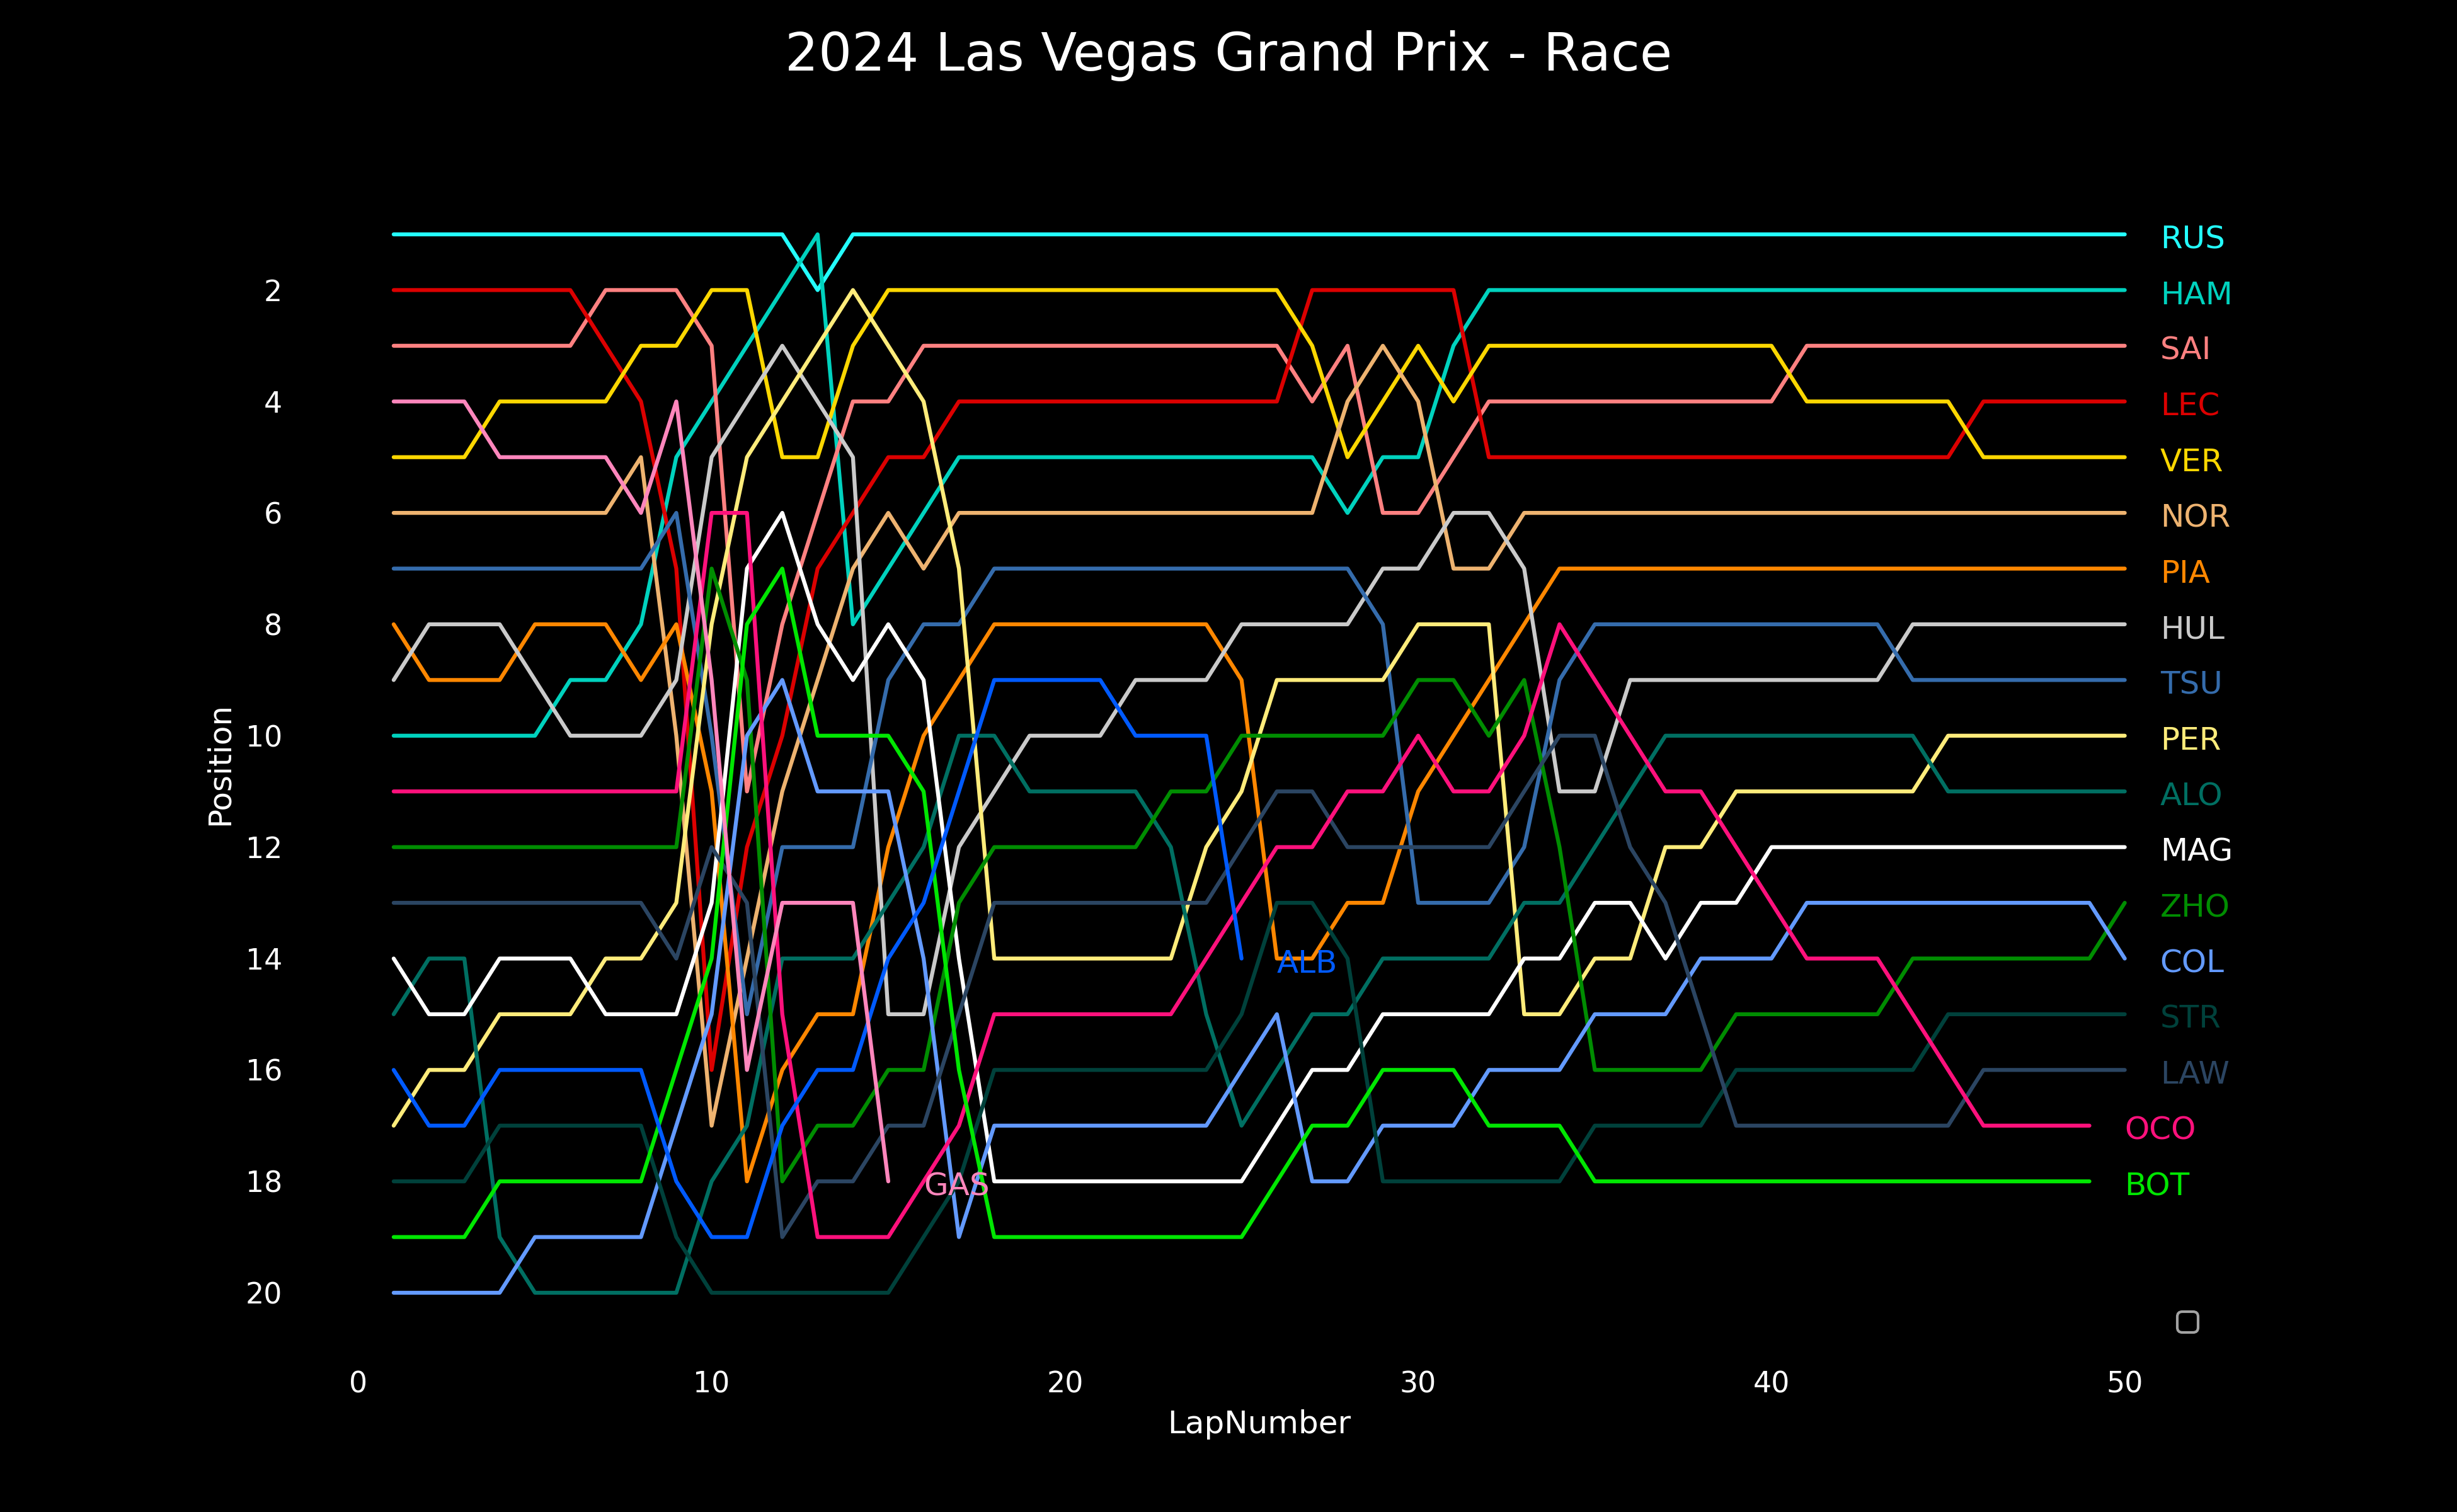 2024 Las Vegas Grand Prix - Race
RUS
2 HAM
SAI
4 LEC
VER
6 NOR
PIA
8 HUL
TSU
10 PER
Position
ALO
12 MAG
ZHO
14 ALB COL
STR
16 LAW
OCO
18 GAS BOT
20
0 10 20 30 40 50
LapNumber